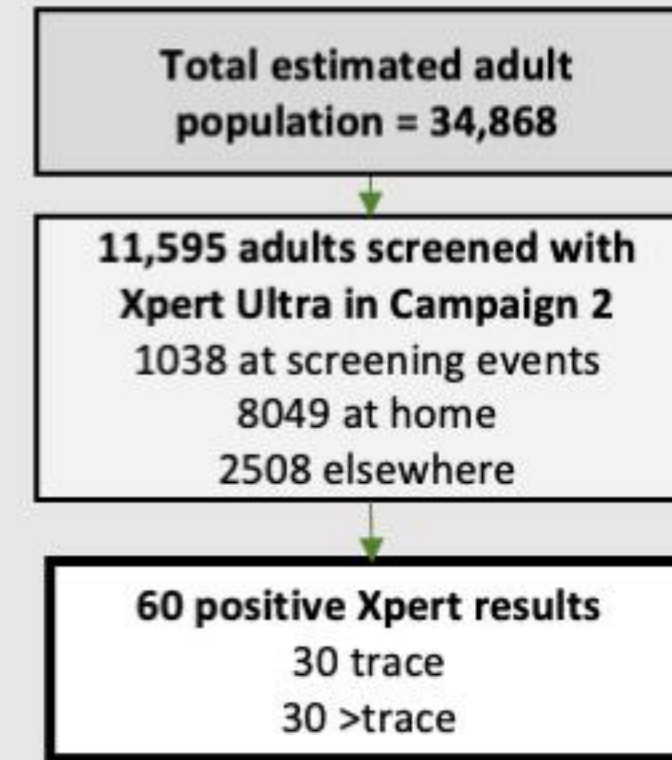 Total estimated adult
population = 34,868
11,595 adults screened with
Xpert Ultra in Campaign 2
1038 at screening events
8049 at home
2508 elsewhere
60 positive Xpert results
30 trace
30 >trace